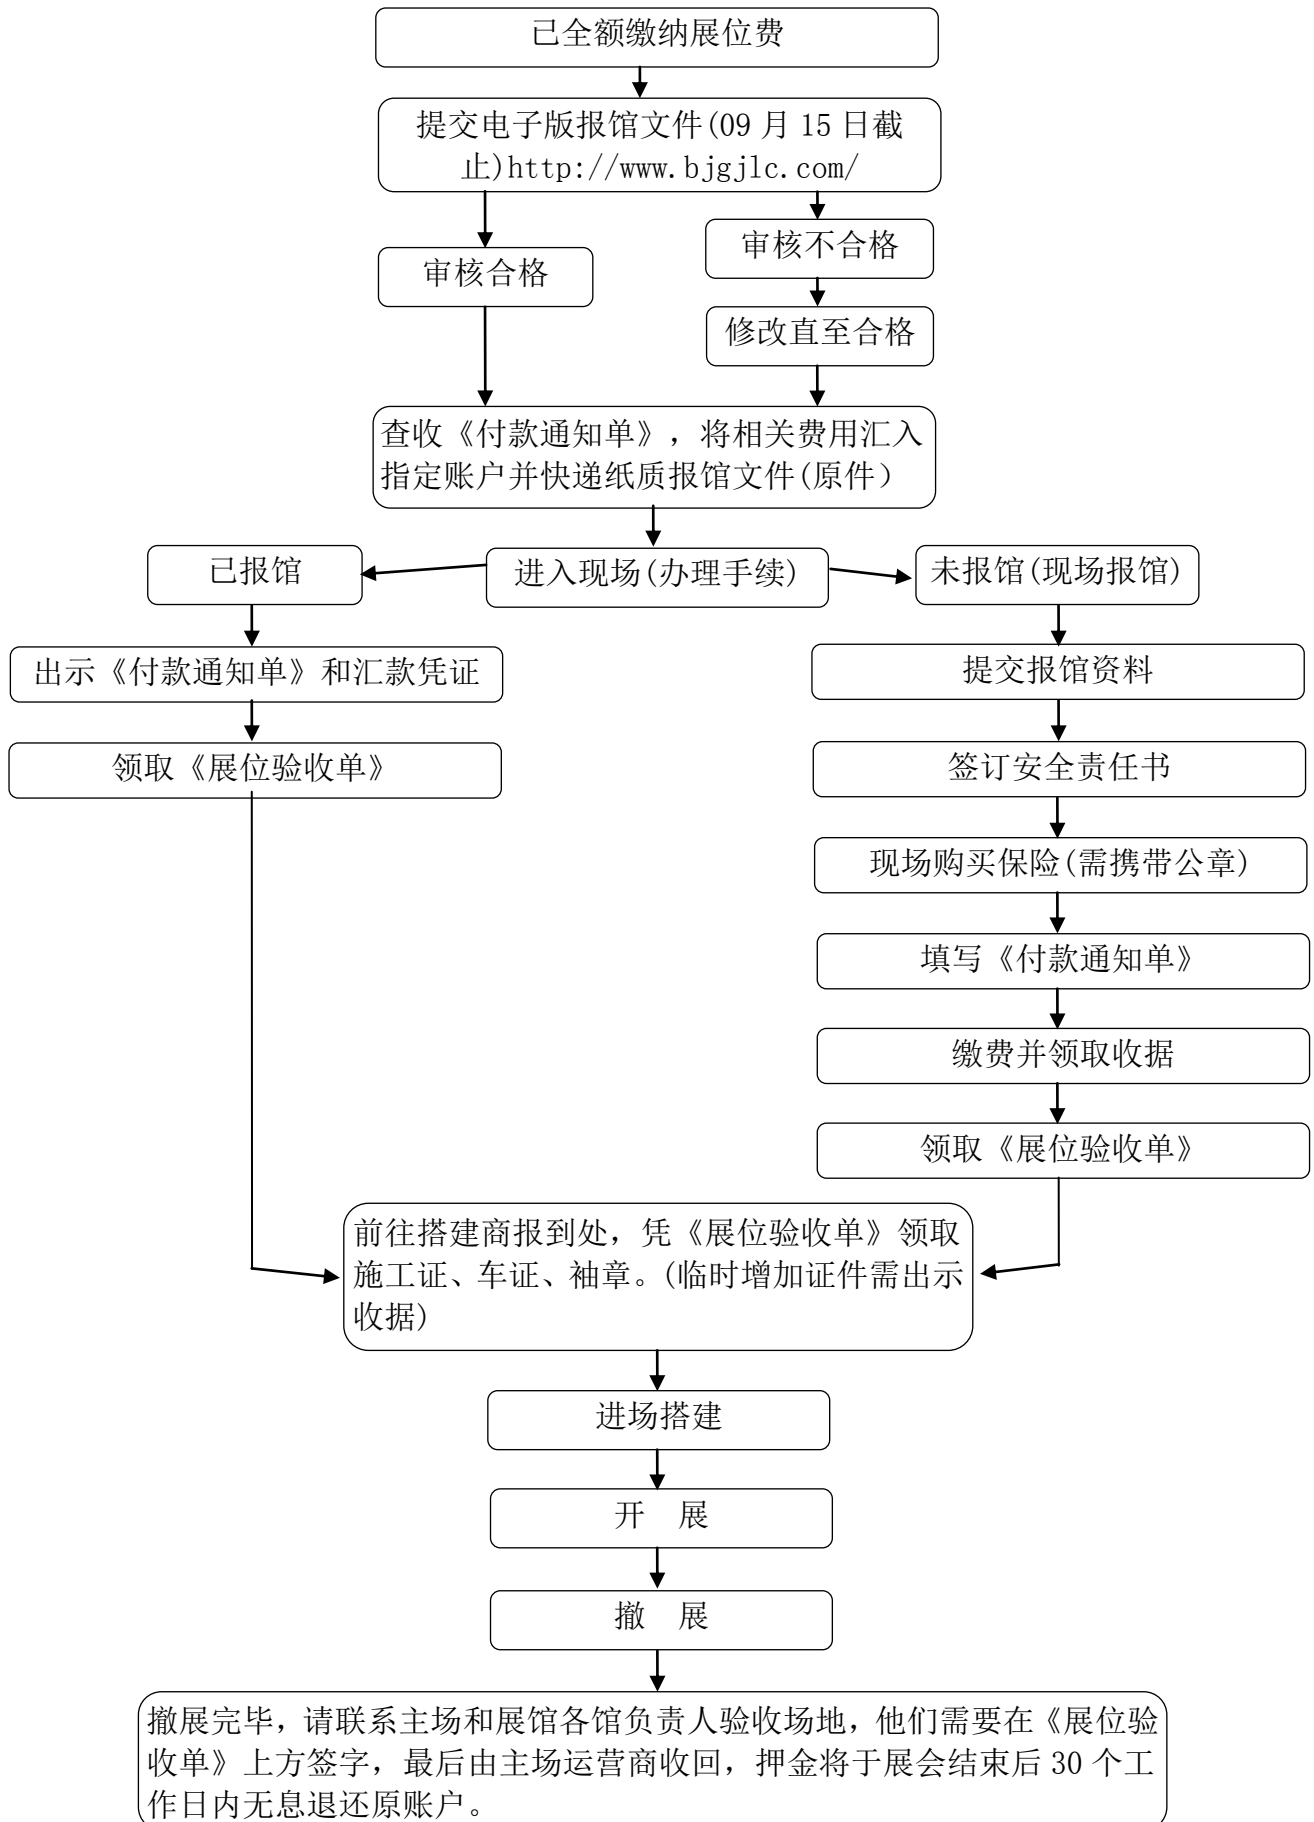 已全额缴纳展位费
提交电子版报馆文件(09 月 15 日截
止)http://www.bjgjlc.com/
审核不合格
审核合格
修改直至合格
查收《付款通知单》，将相关费用汇入
指定账户并快递纸质报馆文件(原件）
已报馆
进入现场(办理手续)
未报馆(现场报馆)
出示《付款通知单》和汇款凭证
提交报馆资料
领取《展位验收单》
签订安全责任书
现场购买保险(需携带公章)
填写《付款通知单》
缴费并领取收据
领取《展位验收单》
前往搭建商报到处，凭《展位验收单》领取
施工证、车证、袖章。(临时增加证件需出示
收据)
进场搭建
开　展
撤　展
撤展完毕，请联系主场和展馆各馆负责人验收场地，他们需要在《展位验
收单》上方签字，最后由主场运营商收回，押金将于展会结束后 30 个工
作日内无息退还原账户。